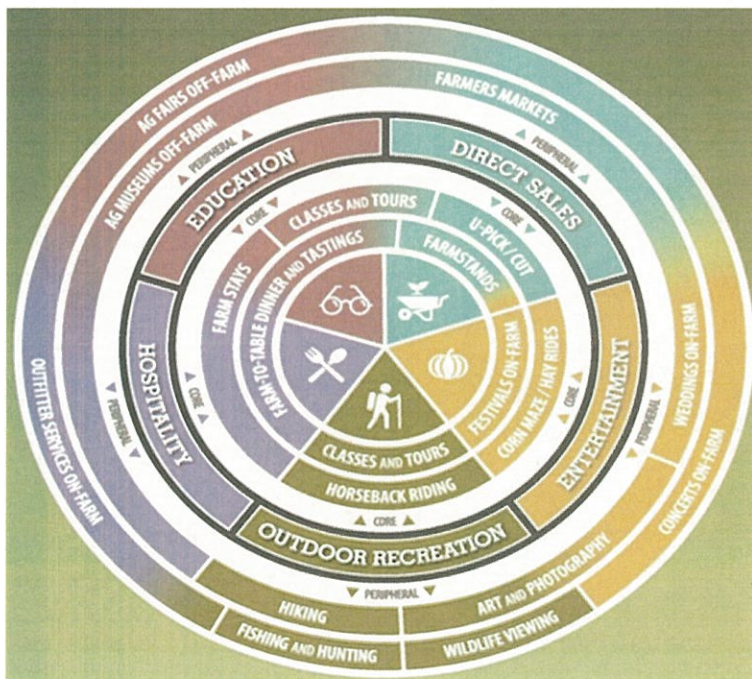 AG FAIRS OFF-FARM
AG MUSEUMS OFF-FARM
FARMERS MARKETS
PERIPHERAL
PERIPHERAL
EDUCATION
DIRECT SALES
CORE
CORE
CLASSES AND TOURS
U-PICK / CUT
FARM STAYS
FARM-TO-TABLE DINNER AND TASTINGS
FARMSTANDS
HOSPITALITY
CORE
PERIPHERAL
OUTFITTER SERVICES ON-FARM
FESTIVALS ON-FARM
CORN MAZE / HAY RIDES
CORE
ENTERTAINMENT
PERIPHERAL
WEDDINGS ON-FARM
CONCERTS ON-FARM
CLASSES AND TOURS
HORSEBACK RIDING
CORE
OUTDOOR RECREATION
PERIPHERAL
HIKING
ART AND PHOTOGRAPHY
FISHING AND HUNTING
WILDLIFE VIEWING